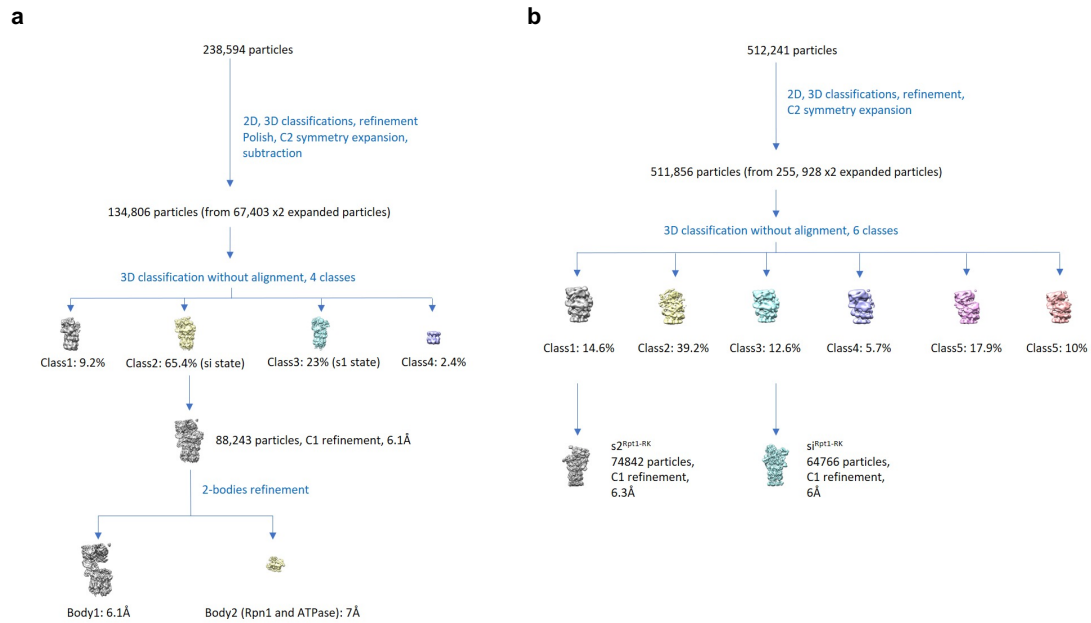 a
238,594 particles
2D, 3D classifications, refinement
Polish, C2 symmetry expansion,
subtraction
134,806 particles (from 67,403 x2 expanded particles)
3D classification without alignment, 4 classes
Class1: 9.2%
Class2: 65.4% (si state)
Class3: 23% (s1 state)
Class4: 2.4%
88,243 particles, C1 refinement, 6.1Å
2-bodies refinement
Body1: 6.1Å
Body2 (Rpn1 and ATPase): 7Å
b
512,241 particles
2D, 3D classifications, refinement,
C2 symmetry expansion
511,856 particles (from 255, 928 x2 expanded particles)
3D classification without alignment, 6 classes
Class1: 14.6%
Class2: 39.2%
Class3: 12.6%
Class4: 5.7%
Class5: 17.9%
Class5: 10%
s2Rpt1-RK
74842 particles,
C1 refinement,
6.3Å
siRpt1-RK
64766 particles,
C1 refinement,
6Å